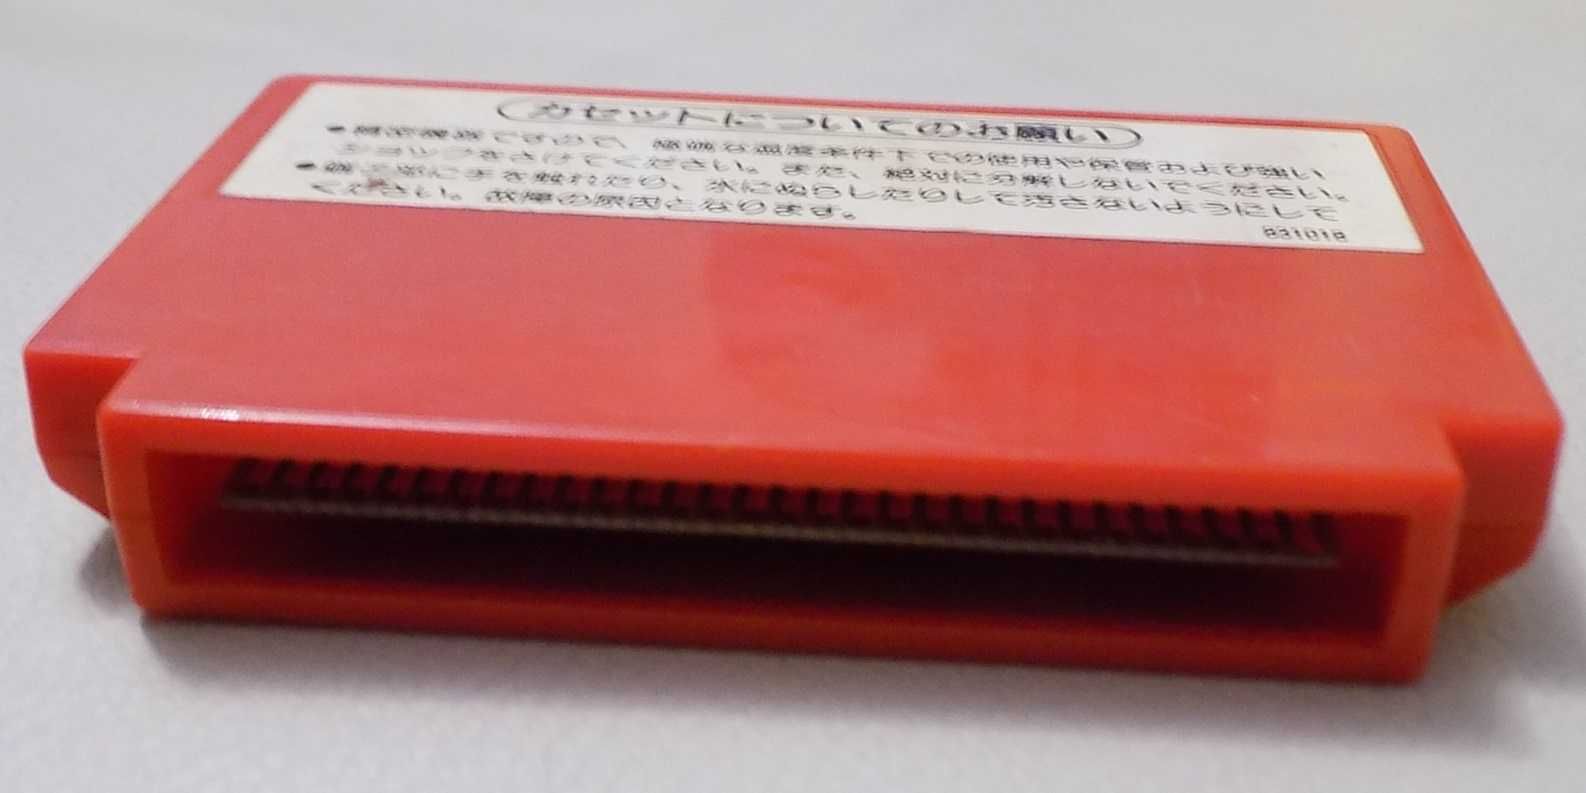 カセットについてのお願い
●精密機器ですので、極端な温度条件下での使用や保管および強い
ショックをさけてください。また、絶対に分解しないでください。
●端子部に手を触れたり、水にぬらしたりして汚さないようにして
ください。故障の原因となります。
831018